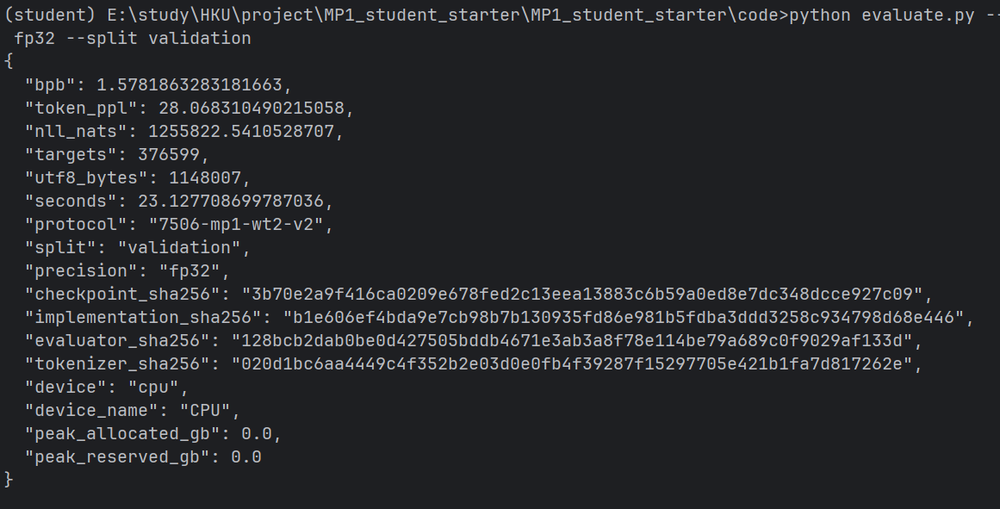 (student) E:\study\HKU\project\MP1_student_starter\MP1_student_starter\code>python evaluate.py --
fp32 --split validation
{
"bpb": 1.5781863283181663,
"token_ppl": 28.068310490215058,
"nll_nats": 1255822.5410528707,
"targets": 376599,
"utf8_bytes": 1148007,
"seconds": 23.127708699787036,
"protocol": "7506-mp1-wt2-v2",
"split": "validation",
"precision": "fp32",
"checkpoint_sha256": "3b70e2a9f416ca0209e678fed2c13eea13883c6b59a0ed8e7dc348dcce927c09",
"implementation_sha256": "b1e606ef4bda9e7cb98b7b130935fd86e981b5fdba3ddd3258c934798d68e446",
"evaluator_sha256": "128bcb2dab0be0d427505bddb4671e3ab3a8f78e114be79a689c0f9029af133d",
"tokenizer_sha256": "020d1bc6aa4449c4f352b2e03d0e0fb4f39287f15297705e421b1fa7d817262e",
"device": "cpu",
"device_name": "CPU",
"peak_allocated_gb": 0.0,
"peak_reserved_gb": 0.0
}